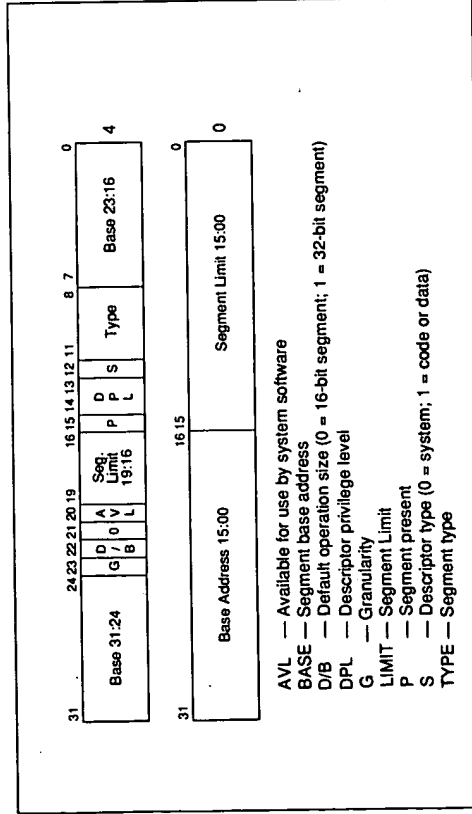 31 24 23 22 21 20 19 16 15 14 13 12 11 8 7 0
Base 31:24 G D/B 0 AVL Seg. Limit 19:16 P DPL S Type Base 23:16 4
31 16 15 0
Base Address 15:00 Segment Limit 15:00 0
AVL — Available for use by system software
BASE — Segment base address
D/B — Default operation size (0 = 16-bit segment; 1 = 32-bit segment)
DPL — Descriptor privilege level
G — Granularity
LIMIT — Segment Limit
P — Segment present
S — Descriptor type (0 = system; 1 = code or data)
TYPE — Segment type